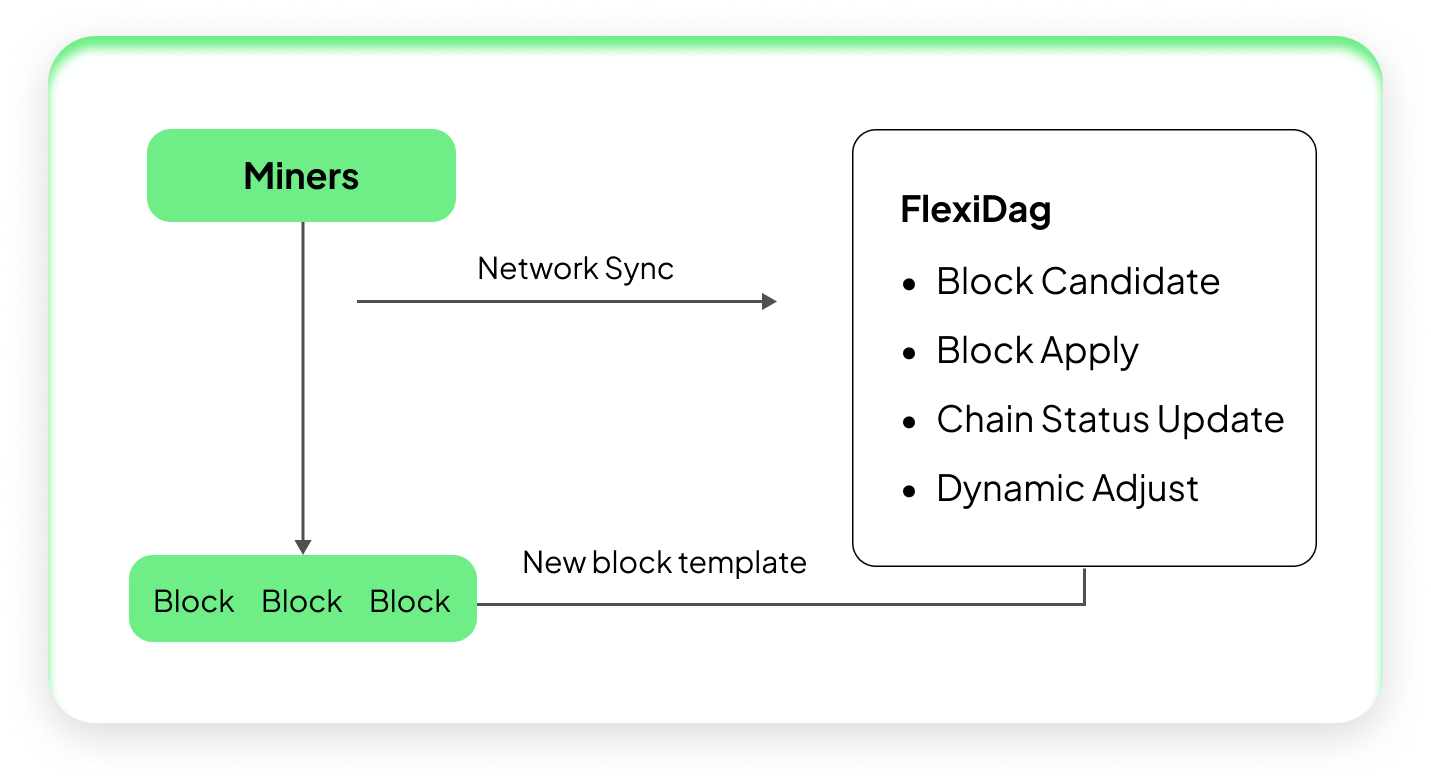 Miners
Network Sync
FlexiDag
• Block Candidate
• Block Apply
• Chain Status Update
• Dynamic Adjust
New block template
Block Block Block